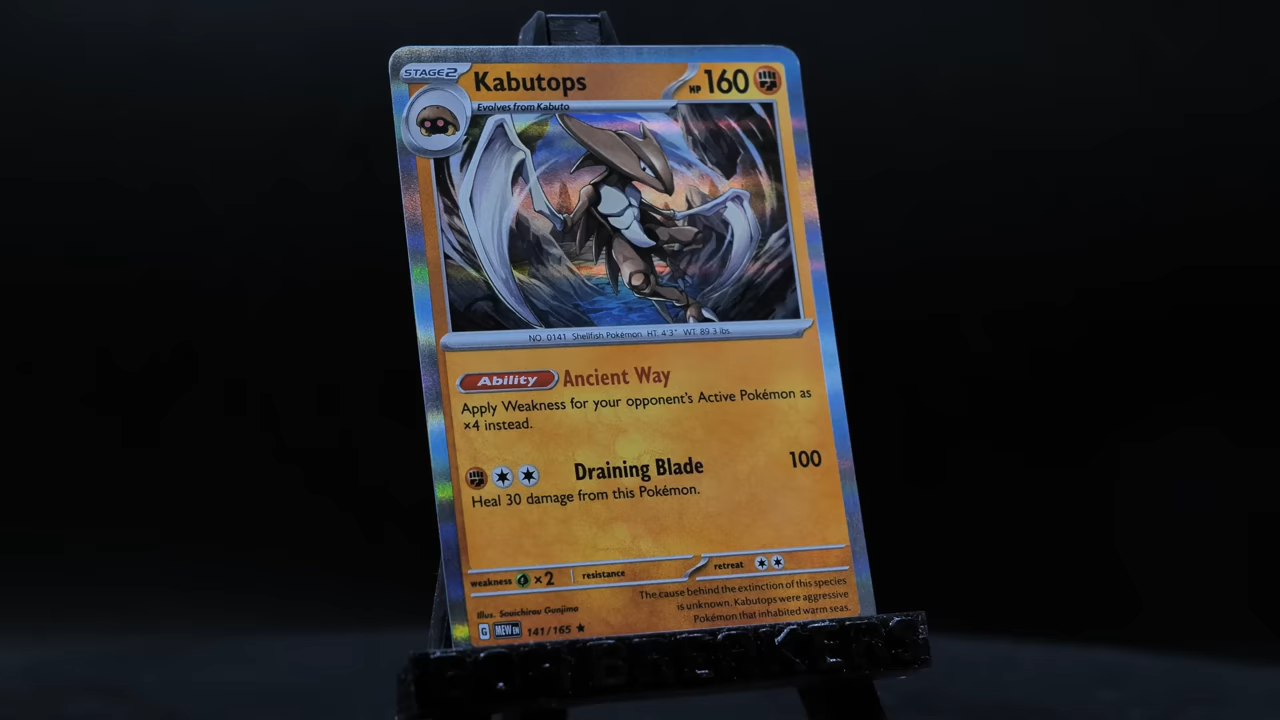 STAGE2
Kabutops
HP 160
Evolves from Kabuto
NO. 0141 Shellfish Pokémon HT: 4'3" WT: 89.3 lbs.
Ability Ancient Way
Apply Weakness for your opponent's Active Pokémon as
×4 instead.
Draining Blade 100
Heal 30 damage from this Pokémon.
weakness ×2 resistance retreat
The cause behind the extinction of this species
is unknown. Kabutops were aggressive
Pokémon that inhabited warm seas.
Illus. Souichirou Gunjima
G MEW EN 141/165